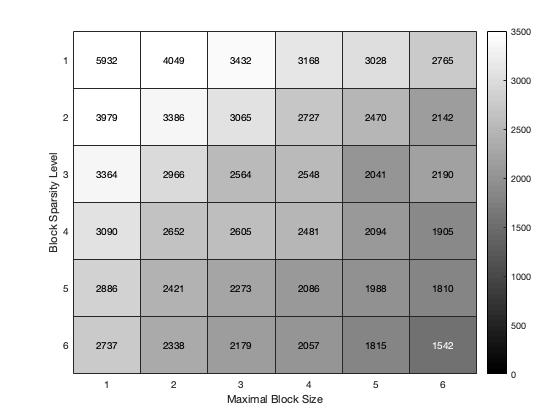 3500
1 5932 4049 3432 3168 3028 2765
3000
2 3979 3386 3065 2727 2470 2142
2500
3 3364 2966 2564 2548 2041 2190
2000
Block Sparsity Level
4 3090 2652 2605 2481 2094 1905
1500
1000
5 2886 2421 2273 2086 1988 1810
500
6 2737 2338 2179 2057 1815 1542
0
1 2 3 4 5 6
Maximal Block Size